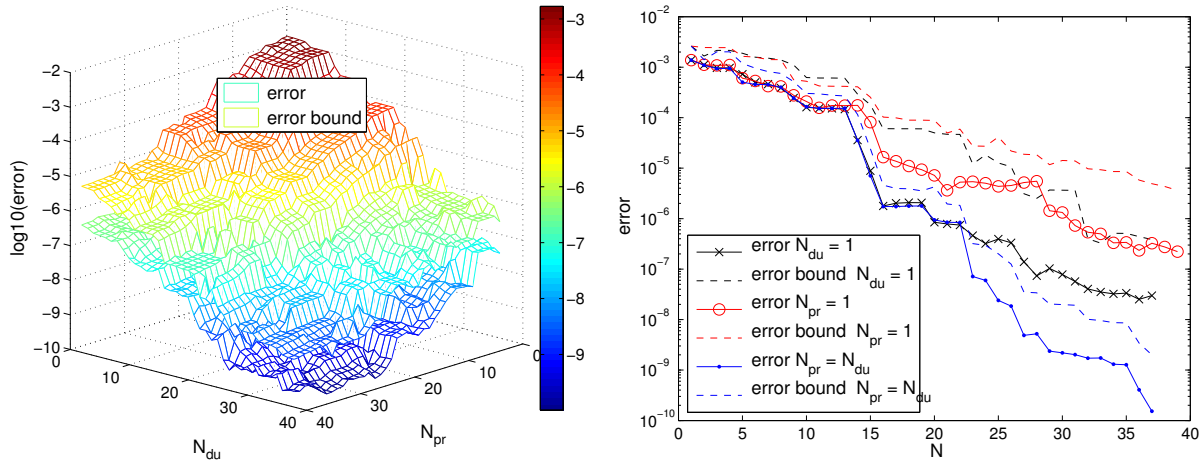 −2
−3
−4
−5
−6
−7
−8
−9
−10
log10(error)
0
10
20
30
40
N_du
40
30
20
10
0
N_pr
error
error bound
−3
−4
−5
−6
−7
−8
−9
10^−2
10^−3
10^−4
10^−5
10^−6
10^−7
10^−8
10^−9
10^−10
error
0 5 10 15 20 25 30 35 40
N
error N_du = 1
error bound N_du = 1
error N_pr = 1
error bound N_pr = 1
error N_pr = N_du
error bound N_pr = N_du